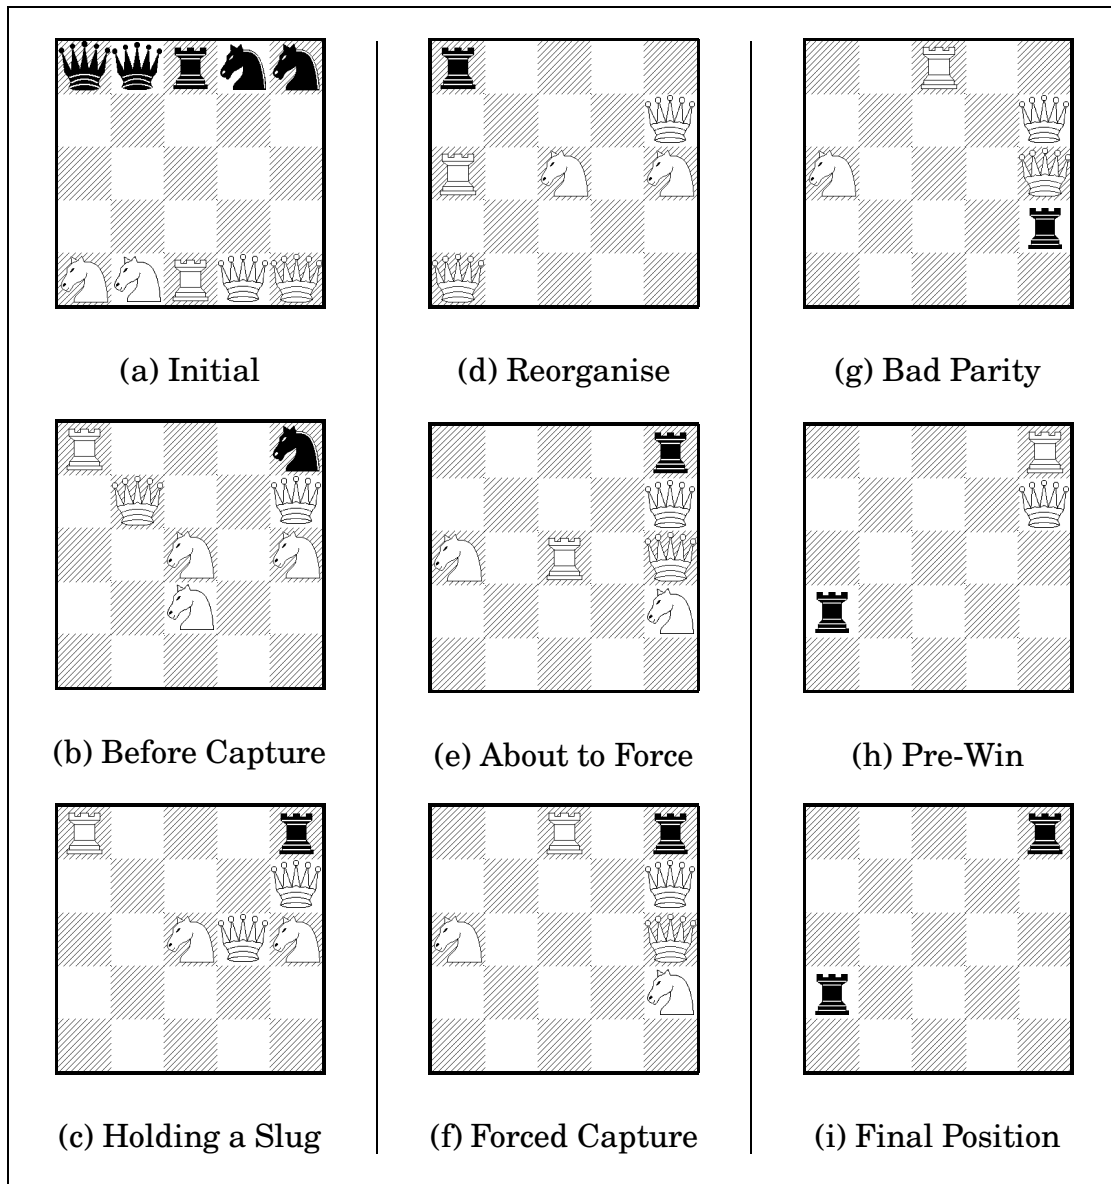 (a) Initial
(b) Before Capture
(c) Holding a Slug
(d) Reorganise
(e) About to Force
(f) Forced Capture
(g) Bad Parity
(h) Pre-Win
(i) Final Position